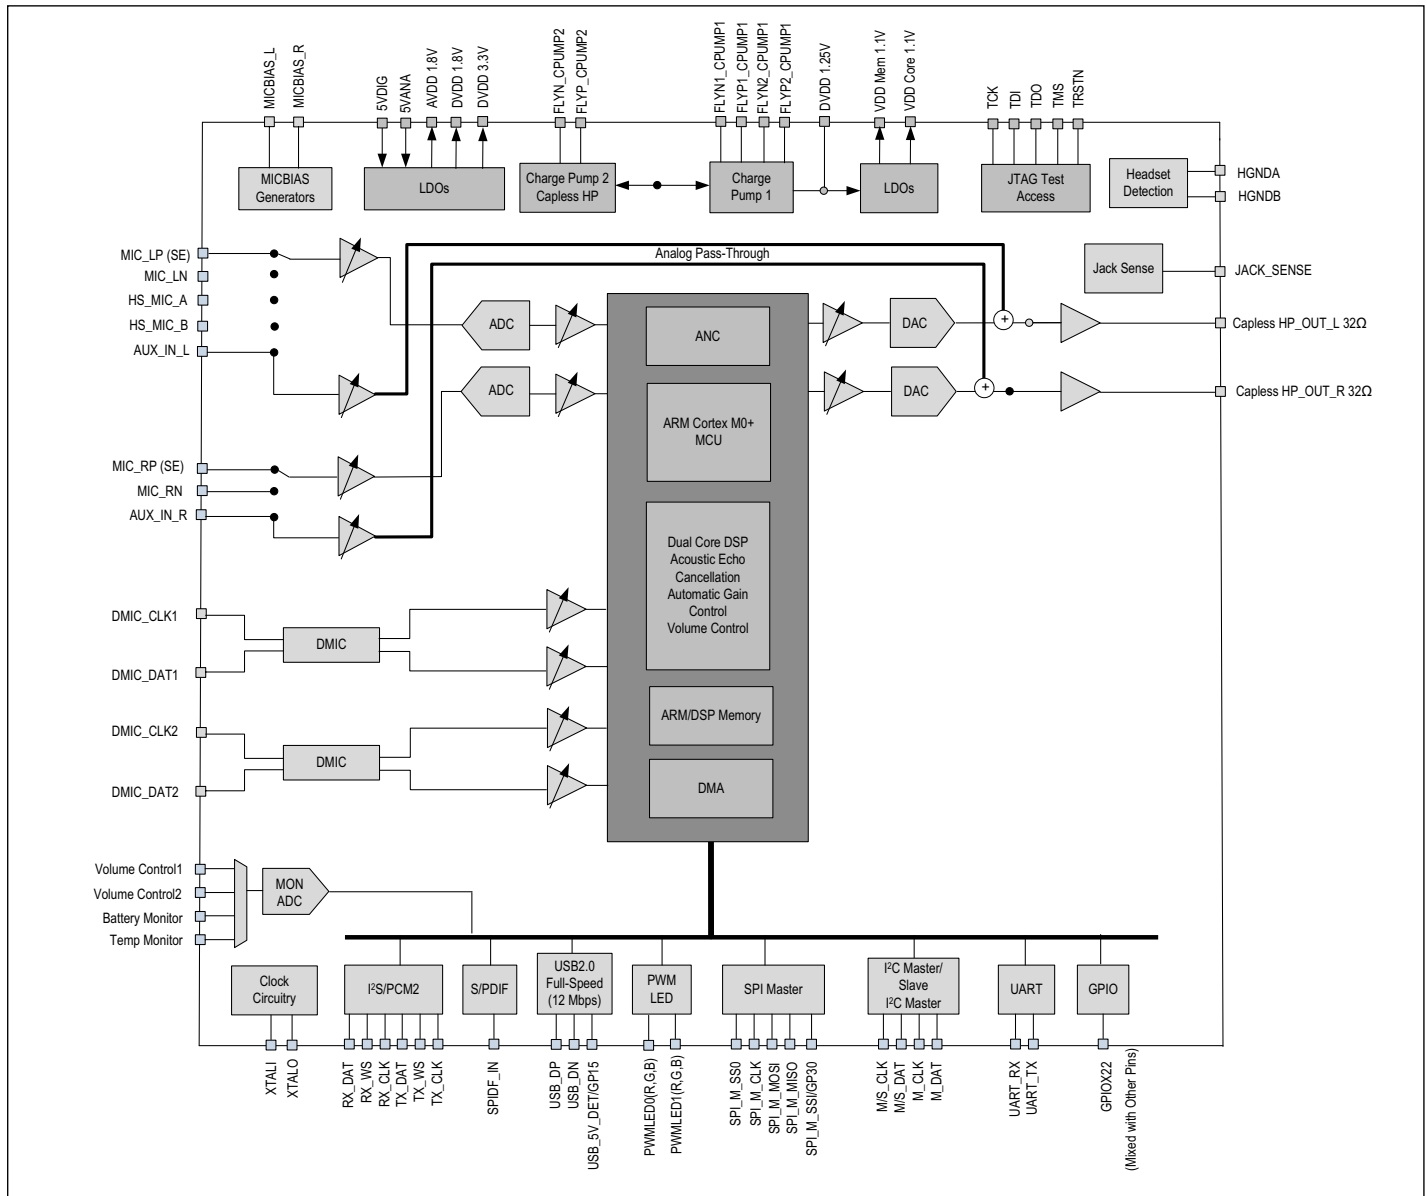 MICBIAS_L
MICBIAS_R
5VDIG
5VANA
AVDD 1.8V
DVDD 1.8V
DVDD 3.3V
FLYN_CPUMP2
FLYP_CPUMP2
FLYN1_CPUMP1
FLYP1_CPUMP1
FLYN2_CPUMP1
FLYP2_CPUMP1
DVDD 1.25V
VDD Mem 1.1V
VDD Core 1.1V
TCK
TDI
TDO
TMS
TRSTN
MICBIAS
Generators
LDOs
Charge Pump 2
Capless HP
Charge
Pump 1
LDOs
JTAG Test
Access
Headset
Detection
HGNDA
HGNDB
MIC_LP (SE)
MIC_LN
HS_MIC_A
HS_MIC_B
AUX_IN_L
Analog Pass-Through
Jack Sense
JACK_SENSE
ADC
ANC
DAC
+
Capless HP_OUT_L 32Ω
ADC
ARM Cortex M0+
MCU
DAC
+
Capless HP_OUT_R 32Ω
MIC_RP (SE)
MIC_RN
AUX_IN_R
Dual Core DSP
Acoustic Echo
Cancellation
Automatic Gain
Control
Volume Control
DMIC_CLK1
DMIC
DMIC_DAT1
ARM/DSP Memory
DMIC_CLK2
DMIC
DMIC_DAT2
DMA
Volume Control1
Volume Control2
Battery Monitor
Temp Monitor
MON
ADC
Clock
Circuitry
I²S/PCM2
S/PDIF
USB2.0
Full-Speed
(12 Mbps)
PWM
LED
SPI Master
I²C Master/
Slave
I²C Master
UART
GPIO
XTALI
XTALO
RX_DAT
RX_WS
RX_CLK
TX_DAT
TX_WS
TX_CLK
SPIDF_IN
USB_DP
USB_DN
USB_5V_DET/GP15
PWMLED0(R,G,B)
PWMLED1(R,G,B)
SPI_M_SS0
SPI_M_CLK
SPI_M_MOSI
SPI_M_MISO
SPI_M_SSI/GP30
M/S_CLK
M/S_DAT
M_CLK
M_DAT
UART_RX
UART_TX
GPIOX22
(Mixed with Other Pins)